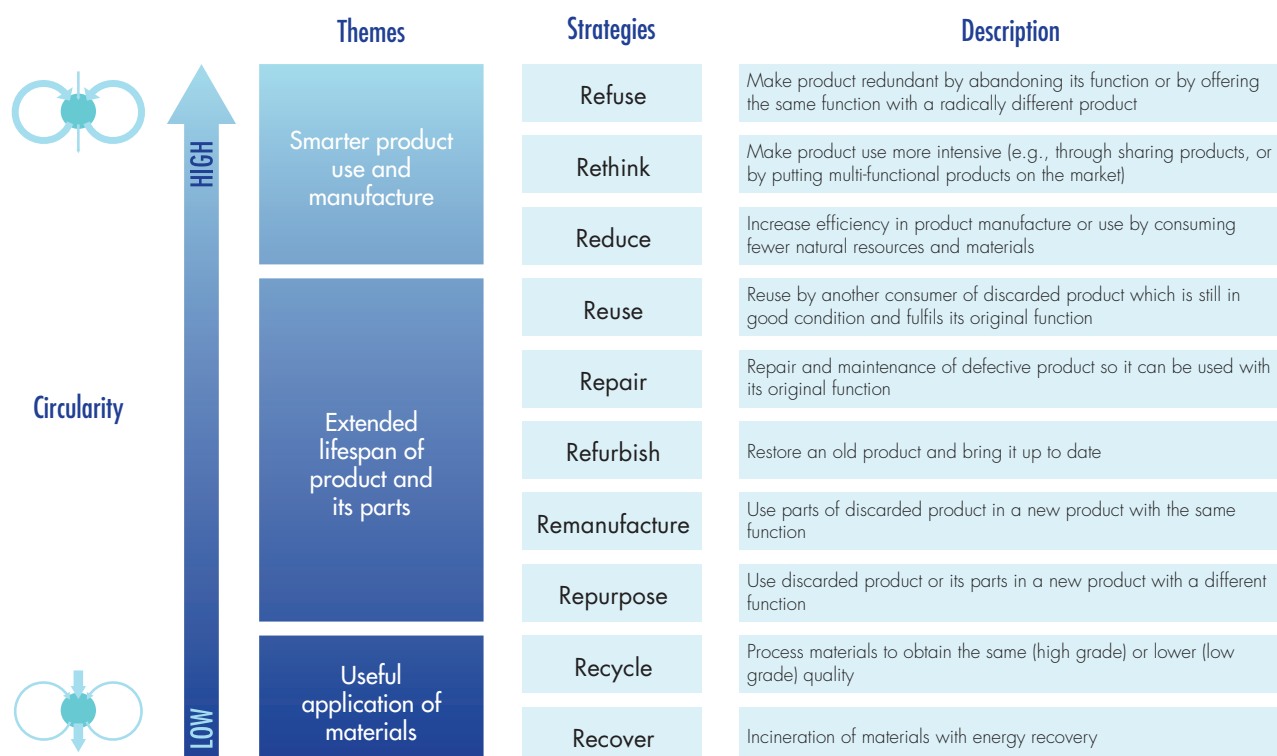 Themes
Strategies
Description
HIGH
Smarter product
use and
manufacture
Refuse
Make product redundant by abandoning its function or by offering
the same function with a radically different product
Rethink
Make product use more intensive (e.g., through sharing products, or
by putting multi-functional products on the market)
Reduce
Increase efficiency in product manufacture or use by consuming
fewer natural resources and materials
Circularity
Extended
lifespan of
product and
its parts
Reuse
Reuse by another consumer of discarded product which is still in
good condition and fulfils its original function
Repair
Repair and maintenance of defective product so it can be used with
its original function
Refurbish
Restore an old product and bring it up to date
Remanufacture
Use parts of discarded product in a new product with the same
function
Repurpose
Use discarded product or its parts in a new product with a different
function
LOW
Useful
application of
materials
Recycle
Process materials to obtain the same (high grade) or lower (low
grade) quality
Recover
Incineration of materials with energy recovery